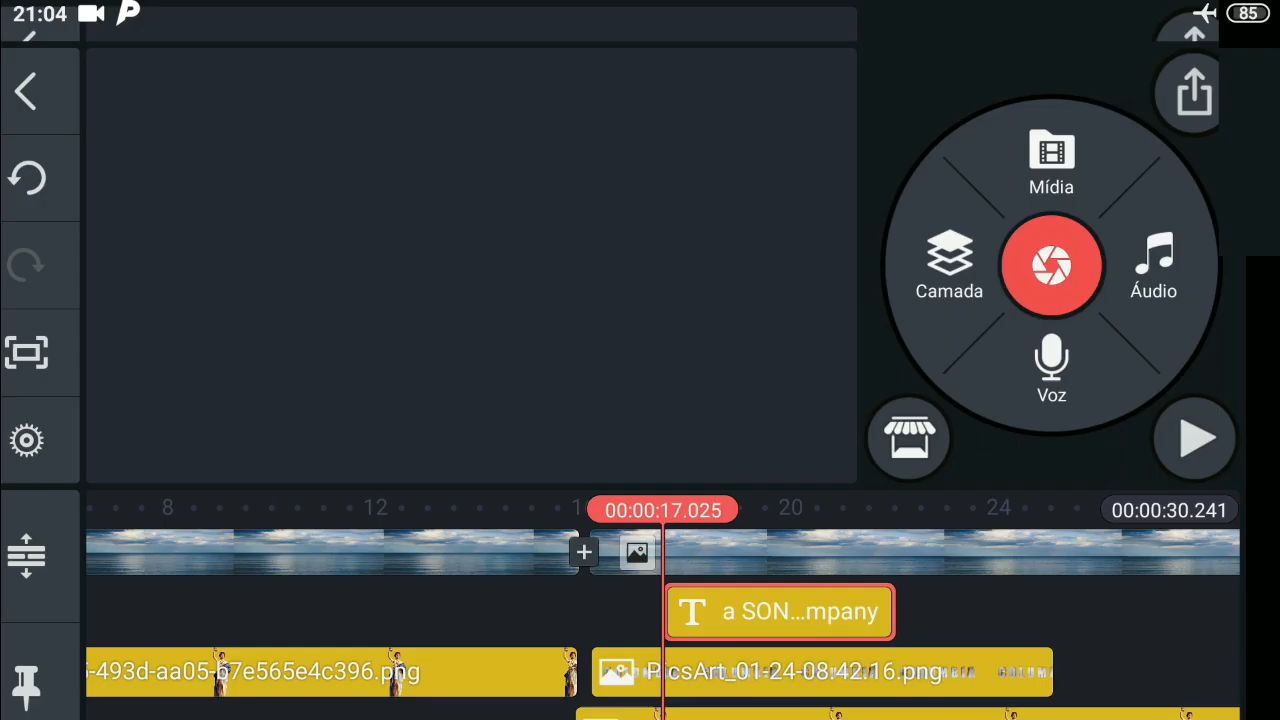 21:04
85
Mídia
Camada
Áudio
Voz
8
12
00:00:17.025
20
24
00:00:30.241
T a SON...mpany
-493d-aa05-b7e565e4c396.png
PicsArt_01-24-08.42.16.png